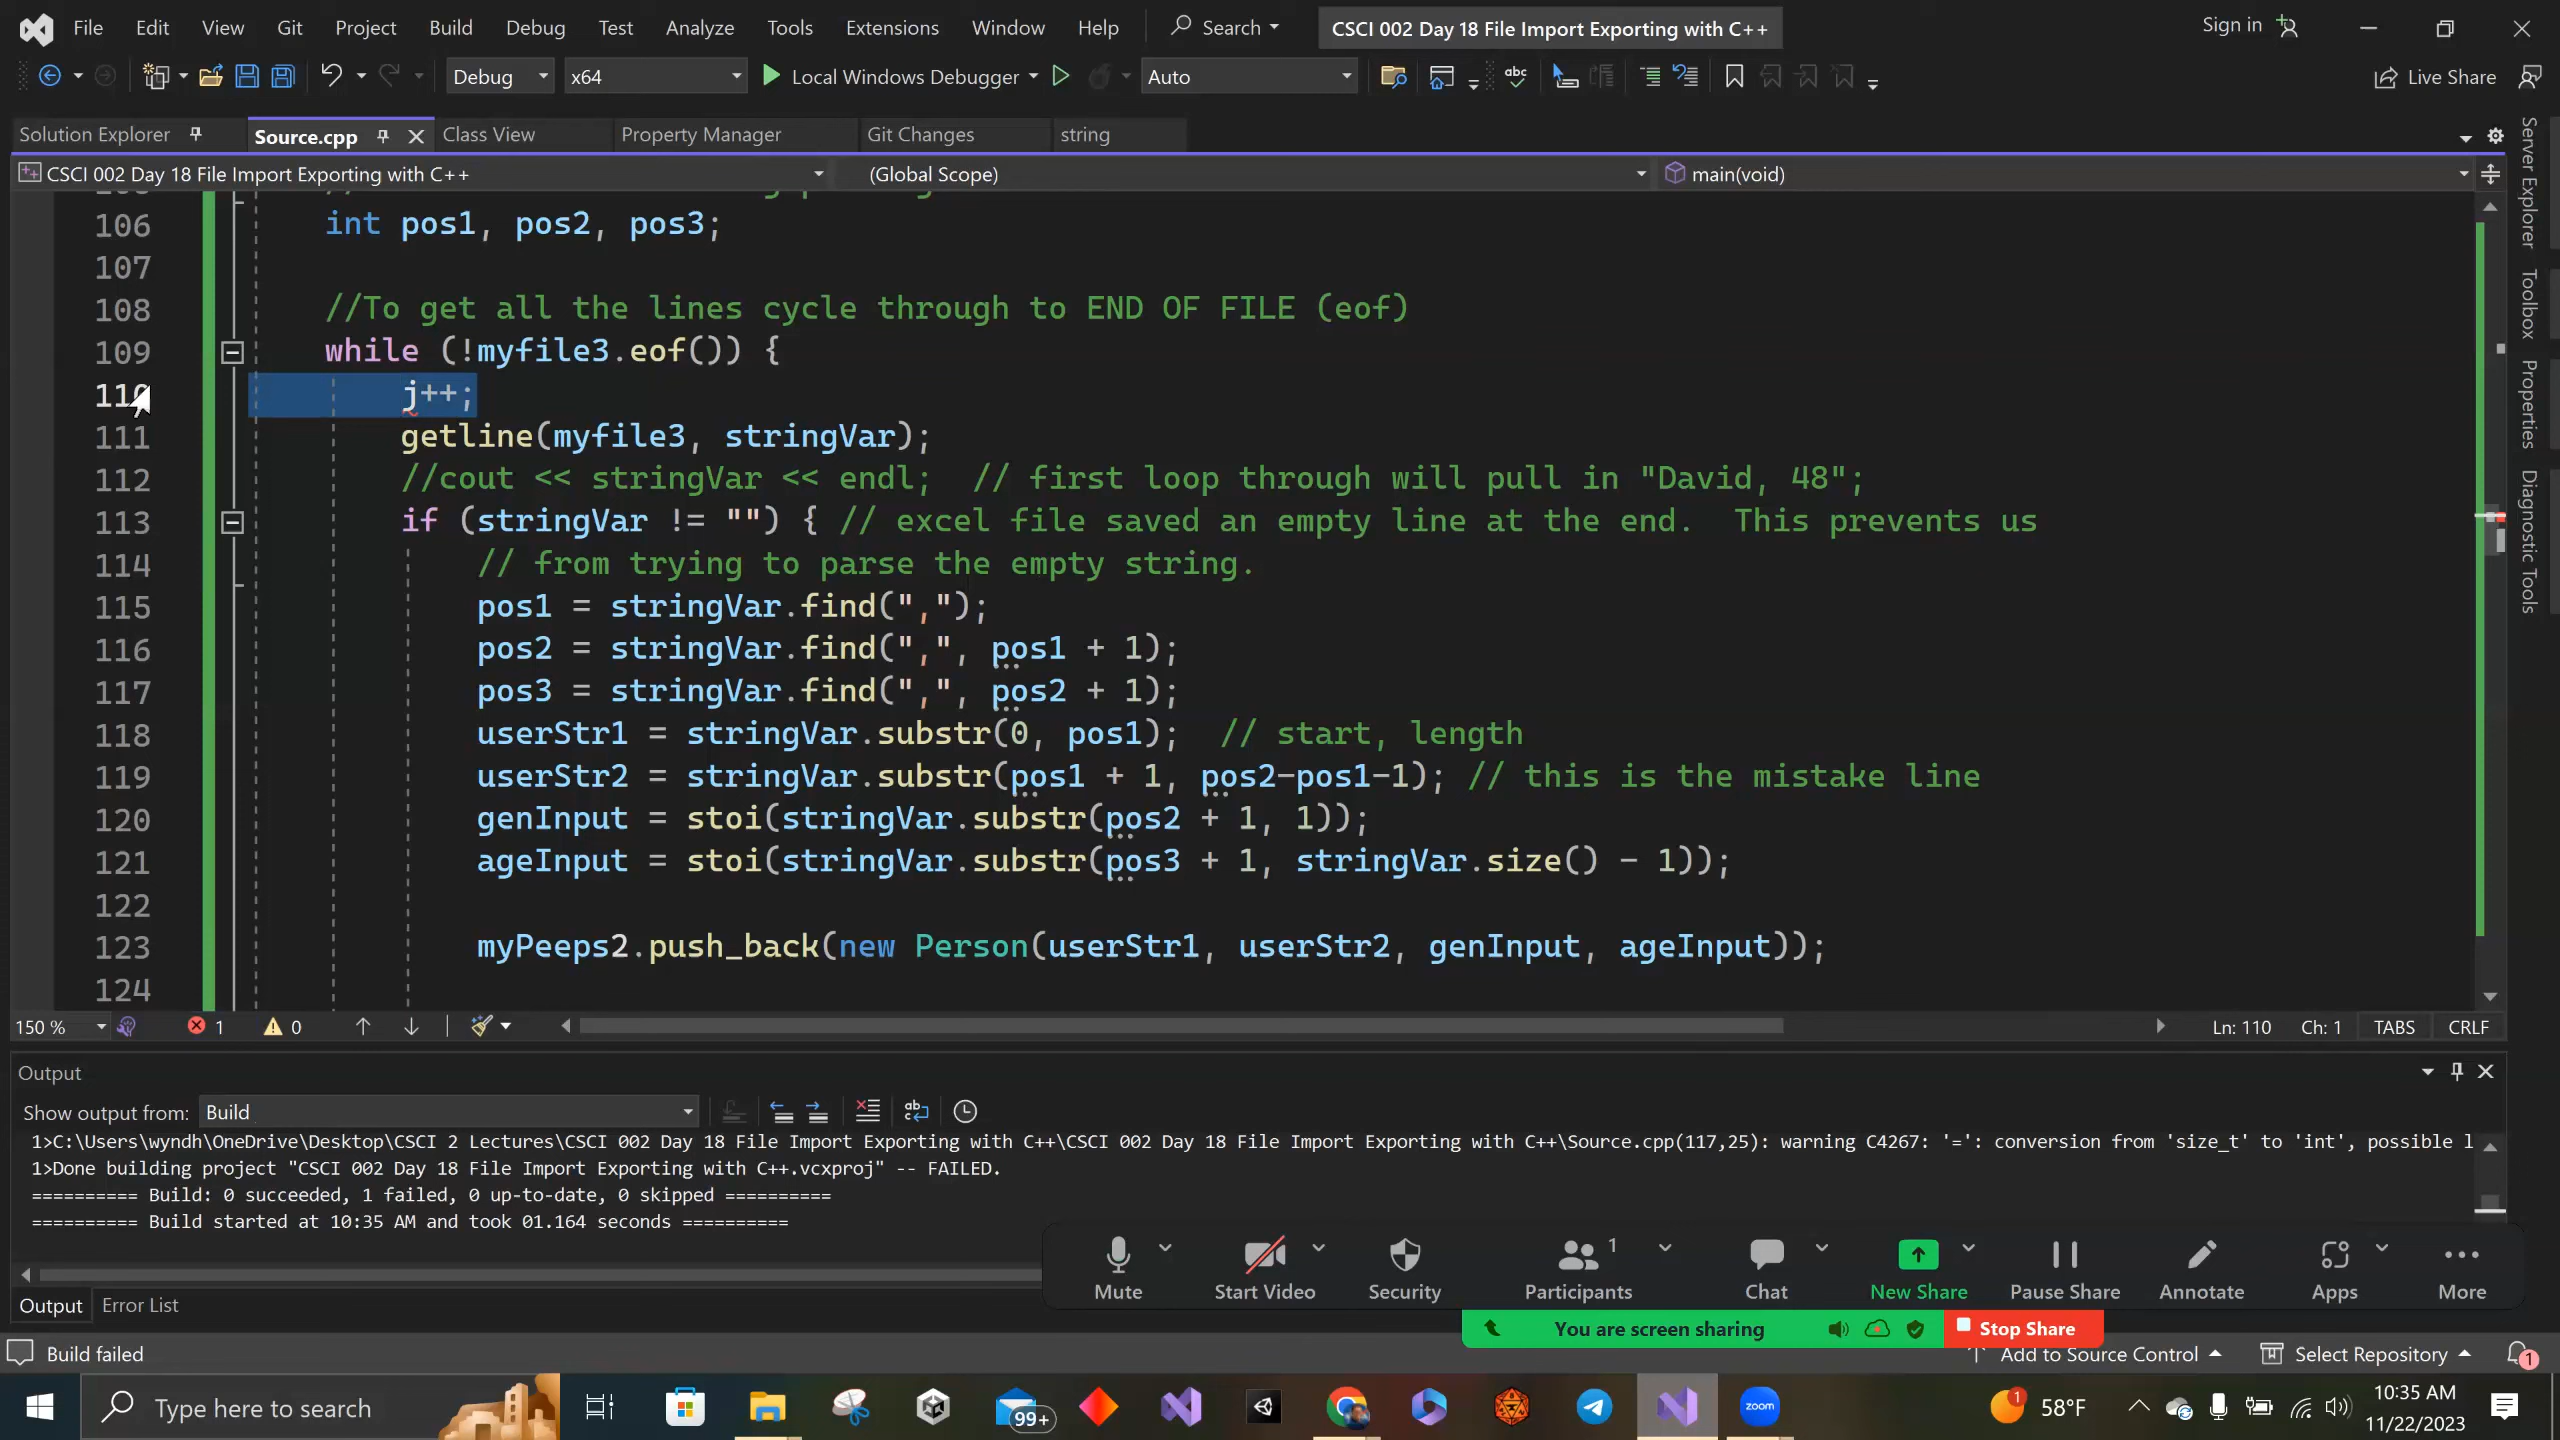 File Edit View Git Project Build Debug Test Analyze Tools Extensions Window Help Search CSCI 002 Day 18 File Import Exporting with C++ Sign in
Debug x64 Local Windows Debugger Auto Live Share
Solution Explorer Source.cpp Class View Property Manager Git Changes string
CSCI 002 Day 18 File Import Exporting with C++ (Global Scope) main(void)
106 int pos1, pos2, pos3;
107
108 //To get all the lines cycle through to END OF FILE (eof)
109 while (!myfile3.eof()) {
110 j++;
111 getline(myfile3, stringVar);
112 //cout << stringVar << endl; // first loop through will pull in "David, 48";
113 if (stringVar != "") { // excel file saved an empty line at the end. This prevents us
114 // from trying to parse the empty string.
115 pos1 = stringVar.find(",");
116 pos2 = stringVar.find(",", pos1 + 1);
117 pos3 = stringVar.find(",", pos2 + 1);
118 userStr1 = stringVar.substr(0, pos1); // start, length
119 userStr2 = stringVar.substr(pos1 + 1, pos2-pos1-1); // this is the mistake line
120 genInput = stoi(stringVar.substr(pos2 + 1, 1));
121 ageInput = stoi(stringVar.substr(pos3 + 1, stringVar.size() - 1));
122
123 myPeeps2.push_back(new Person(userStr1, userStr2, genInput, ageInput));
124
150 % 1 0 Ln: 110 Ch: 1 TABS CRLF
Output
Show output from: Build
1>C:\Users\wyndh\OneDrive\Desktop\CSCI 2 Lectures\CSCI 002 Day 18 File Import Exporting with C++\CSCI 002 Day 18 File Import Exporting with C++\Source.cpp(117,25): warning C4267: '=': conversion from 'size_t' to 'int', possible l
1>Done building project "CSCI 002 Day 18 File Import Exporting with C++.vcxproj" -- FAILED.
========== Build: 0 succeeded, 1 failed, 0 up-to-date, 0 skipped ==========
========== Build started at 10:35 AM and took 01.164 seconds ==========
Mute Start Video Security Participants 1 Chat New Share Pause Share Annotate Apps More
Output Error List
You are screen sharing Stop Share
Build failed Add to Source Control Select Repository 1
Type here to search 99+ zoom 1 58°F 10:35 AM
11/22/2023
Server Explorer
Toolbox
Properties
Diagnostic Tools